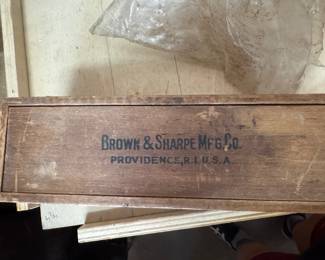 BROWN & SHARPE MFG. CO.
PROVIDENCE, R.I. U.S.A.